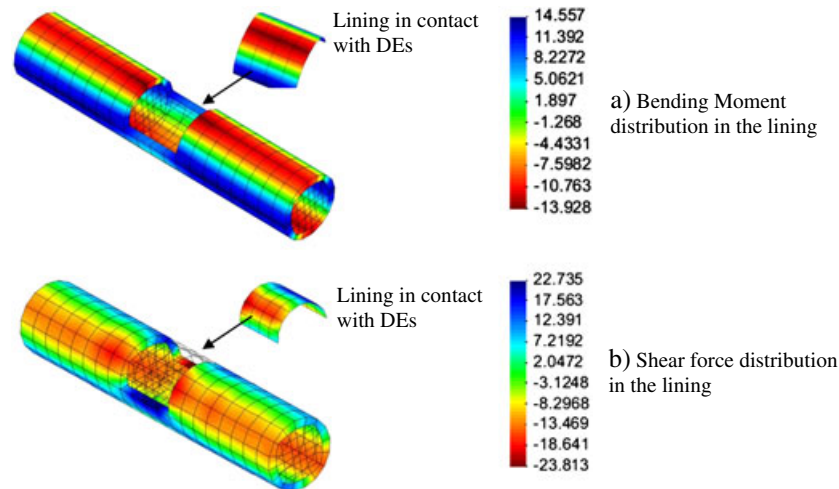 Lining in contact
with DEs
14.557
11.392
8.2272
5.0621
1.897
-1.268
-4.4331
-7.5982
-10.763
-13.928
a) Bending Moment
distribution in the lining
Lining in contact
with DEs
22.735
17.563
12.391
7.2192
2.0472
-3.1248
-8.2968
-13.469
-18.641
-23.813
b) Shear force distribution
in the lining